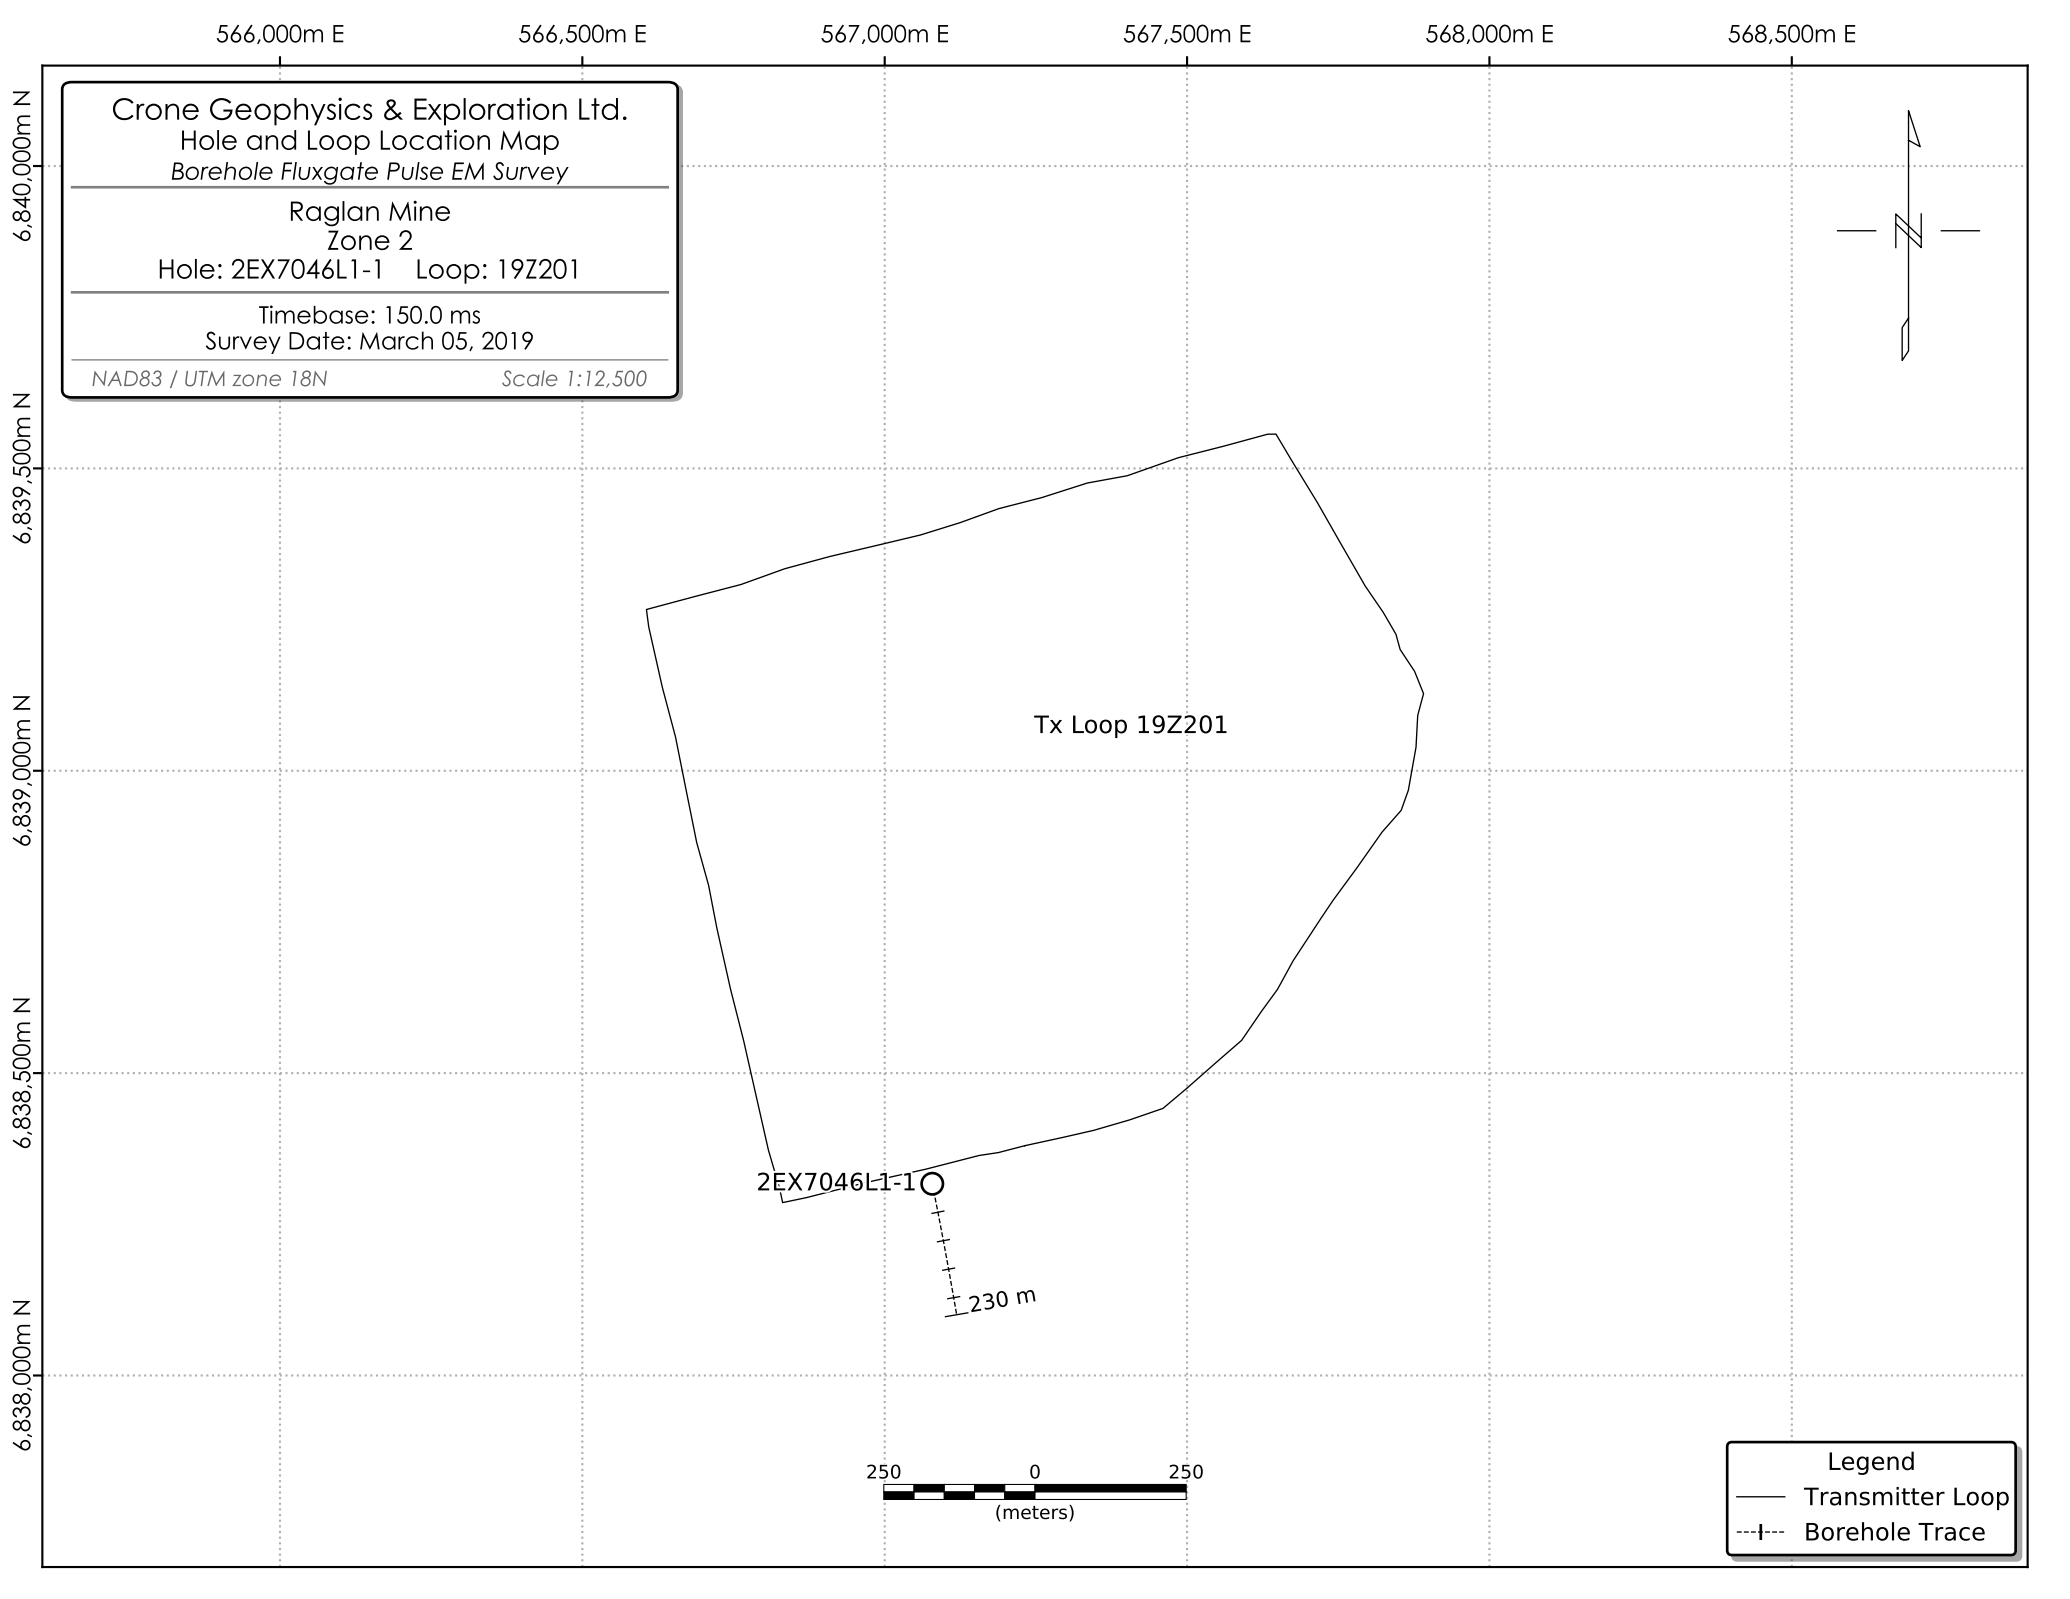 566,000m E 566,500m E 567,000m E 567,500m E 568,000m E 568,500m E
6,840,000m N
6,839,500m N
6,839,000m N
6,838,500m N
6,838,000m N
Crone Geophysics & Exploration Ltd.
Hole and Loop Location Map
Borehole Fluxgate Pulse EM Survey
Raglan Mine
Zone 2
Hole: 2EX7046L1-1 Loop: 19Z201
Timebase: 150.0 ms
Survey Date: March 05, 2019
NAD83 / UTM zone 18N Scale 1:12,500
N
Tx Loop 19Z201
2EX7046L1-1
230 m
250 0 250
(meters)
Legend
Transmitter Loop
Borehole Trace